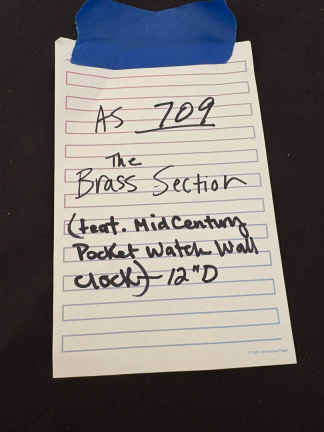 AS 709
The
Brass Section
(feat. MidCentury
Pocket Watch Wall
Clock) - 12"D